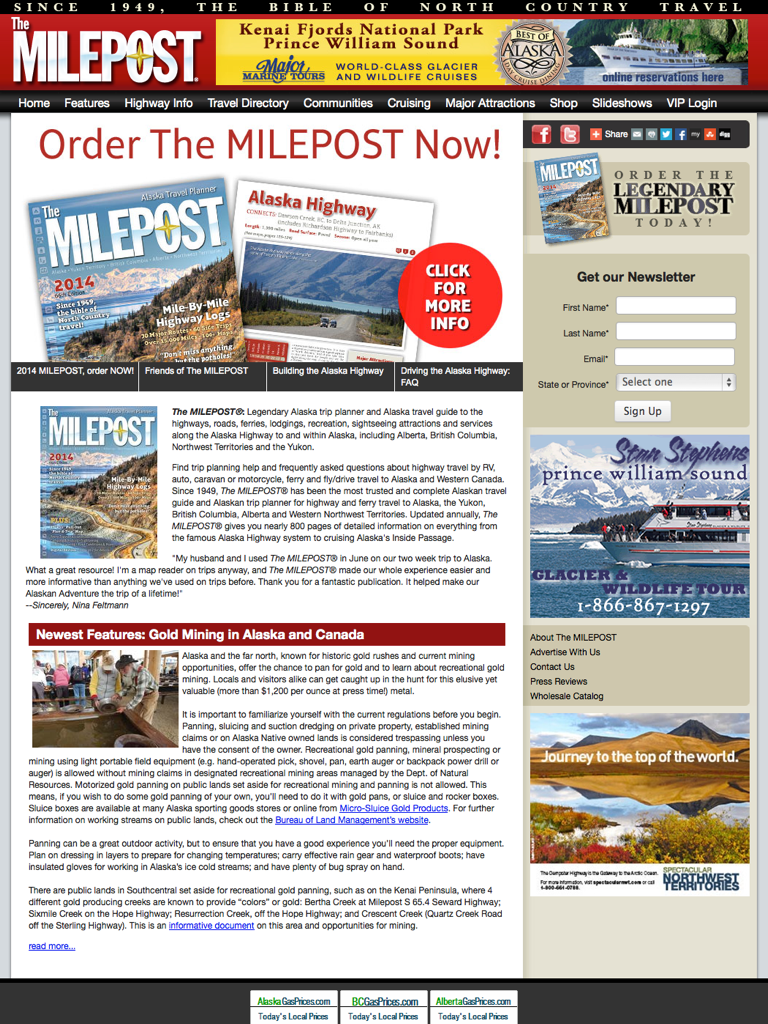 SINCE 1949, THE BIBLE OF NORTH COUNTRY TRAVEL
The
MILEPOST®
Kenai Fjords National Park
Prince William Sound
Major
MARINE TOURS
WORLD-CLASS GLACIER
AND WILDLIFE CRUISES
BEST OF
ALASKA
online reservations here
Home Features Highway Info Travel Directory Communities Cruising Major Attractions Shop Slideshows VIP Login
Order The MILEPOST Now!
Share
Alaska Travel Planner
The
MILEPOST
2014
Since 1949,
the bible of
North Country
travel!
Mile-By-Mile
Highway Logs
Don't miss anything
but the potholes!
Alaska Highway
CLICK
FOR
MORE
INFO
MILEPOST
2014
ORDER THE
LEGENDARY
MILEPOST
TODAY!
Get our Newsletter
First Name*
Last Name*
Email*
State or Province* Select one
Sign Up
2014 MILEPOST, order NOW!
Friends of The MILEPOST
Building the Alaska Highway
Driving the Alaska Highway:
FAQ
The
MILEPOST
2014
Mile-By-Mile
Highway Logs
The MILEPOST®: Legendary Alaska trip planner and Alaska travel guide to the
highways, roads, ferries, lodgings, recreation, sightseeing attractions and services
along the Alaska Highway to and within Alaska, including Alberta, British Columbia,
Northwest Territories and the Yukon.
Find trip planning help and frequently asked questions about highway travel by RV,
auto, caravan or motorcycle, ferry and fly/drive travel to Alaska and Western Canada.
Since 1949, The MILEPOST® has been the most trusted and complete Alaskan travel
guide and Alaskan trip planner for highway and ferry travel to Alaska, the Yukon,
British Columbia, Alberta and Western Northwest Territories. Updated annually, The
MILEPOST® gives you nearly 800 pages of detailed information on everything from
the famous Alaska Highway system to cruising Alaska's Inside Passage.
"My husband and I used The MILEPOST® in June on our two week trip to Alaska.
What a great resource! I'm a map reader on trips anyway, and The MILEPOST® made our whole experience easier and
more informative than anything we've used on trips before. Thank you for a fantastic publication. It helped make our
Alaskan Adventure the trip of a lifetime!"
--Sincerely, Nina Feltmann
Stan Stephens
prince william sound
GLACIER &
WILDLIFE TOUR
1-866-867-1297
Newest Features: Gold Mining in Alaska and Canada
Alaska and the far north, known for historic gold rushes and current mining
opportunities, offer the chance to pan for gold and to learn about recreational gold
mining. Locals and visitors alike can get caught up in the hunt for this elusive yet
valuable (more than $1,200 per ounce at press time!) metal.
It is important to familiarize yourself with the current regulations before you begin.
Panning, sluicing and suction dredging on private property, established mining
claims or on Alaska Native owned lands is considered trespassing unless you
have the consent of the owner. Recreational gold panning, mineral prospecting or
mining using light portable field equipment (e.g. hand-operated pick, shovel, pan, earth auger or backpack power drill or
auger) is allowed without mining claims in designated recreational mining areas managed by the Dept. of Natural
Resources. Motorized gold panning on public lands set aside for recreational mining and panning is not allowed. This
means, if you wish to do some gold panning of your own, you'll need to do it with gold pans, or sluice and rocker boxes.
Sluice boxes are available at many Alaska sporting goods stores or online from Micro-Sluice Gold Products. For further
information on working streams on public lands, check out the Bureau of Land Management's website.
Panning can be a great outdoor activity, but to ensure that you have a good experience you'll need the proper equipment.
Plan on dressing in layers to prepare for changing temperatures; carry effective rain gear and waterproof boots; have
insulated gloves for working in Alaska's ice cold streams; and have plenty of bug spray on hand.
There are public lands in Southcentral set aside for recreational gold panning, such as on the Kenai Peninsula, where 4
different gold producing creeks are known to provide "colors" or gold: Bertha Creek at Milepost S 65.4 Seward Highway;
Sixmile Creek on the Hope Highway; Resurrection Creek, off the Hope Highway; and Crescent Creek (Quartz Creek Road
off the Sterling Highway). This is an informative document on this area and opportunities for mining.
read more...
About The MILEPOST
Advertise With Us
Contact Us
Press Reviews
Wholesale Catalog
Journey to the top of the world.
The Dempster Highway is the Gateway to the Arctic Ocean.
For more information, visit spectacularnwt.com or call
1-800-661-0788.
SPECTACULAR
NORTHWEST
TERRITORIES
AlaskaGasPrices.com
Today's Local Prices
BCGasPrices.com
Today's Local Prices
AlbertaGasPrices.com
Today's Local Prices